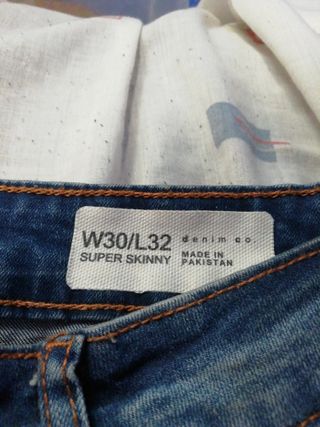 W30/L32
SUPER SKINNY
denim co.
MADE IN
PAKISTAN